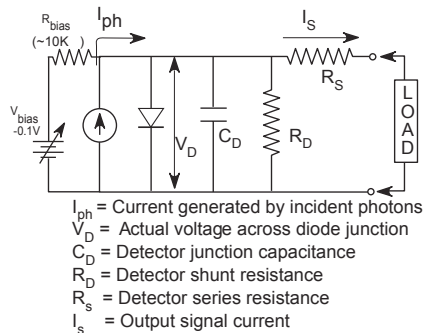 R_bias
(~10K)
I_ph
I_S
R_S
V_bias
-0.1V
V_D
C_D
R_D
LOAD
I_ph = Current generated by incident photons
V_D = Actual voltage across diode junction
C_D = Detector junction capacitance
R_D = Detector shunt resistance
R_s = Detector series resistance
I_s = Output signal current